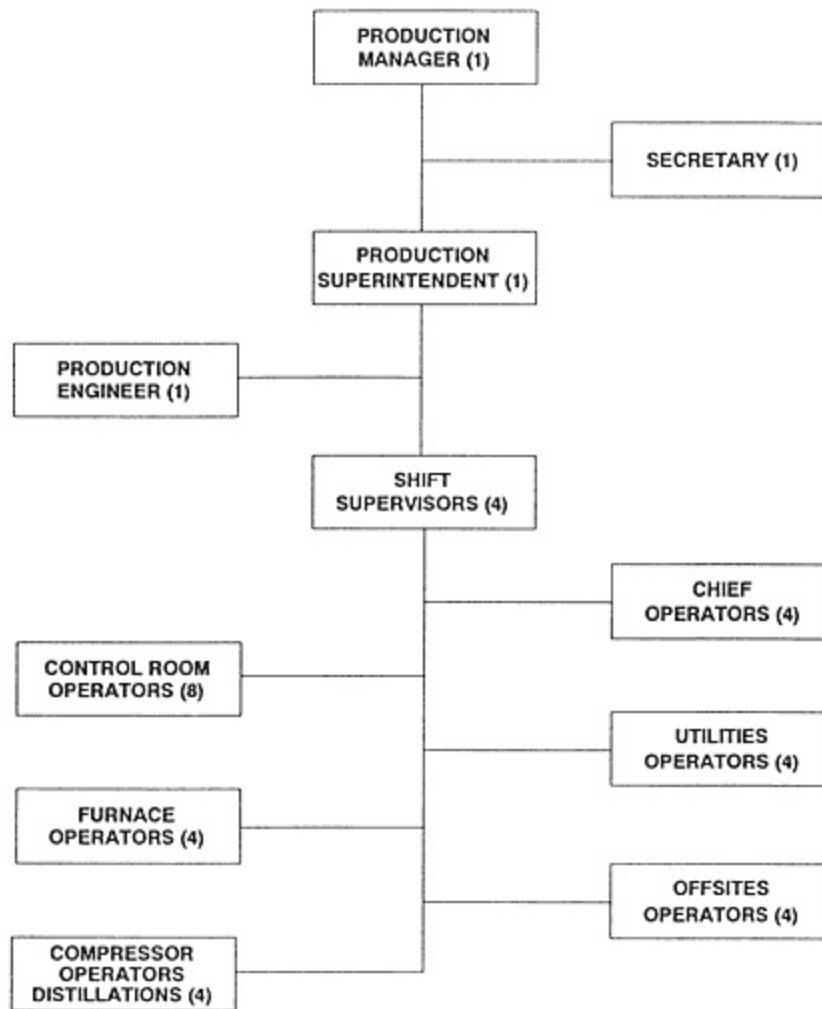 PRODUCTION
MANAGER (1)
SECRETARY (1)
PRODUCTION
SUPERINTENDENT (1)
PRODUCTION
ENGINEER (1)
SHIFT
SUPERVISORS (4)
CHIEF
OPERATORS (4)
CONTROL ROOM
OPERATORS (8)
UTILITIES
OPERATORS (4)
FURNACE
OPERATORS (4)
OFFSITES
OPERATORS (4)
COMPRESSOR
OPERATORS
DISTILLATIONS (4)